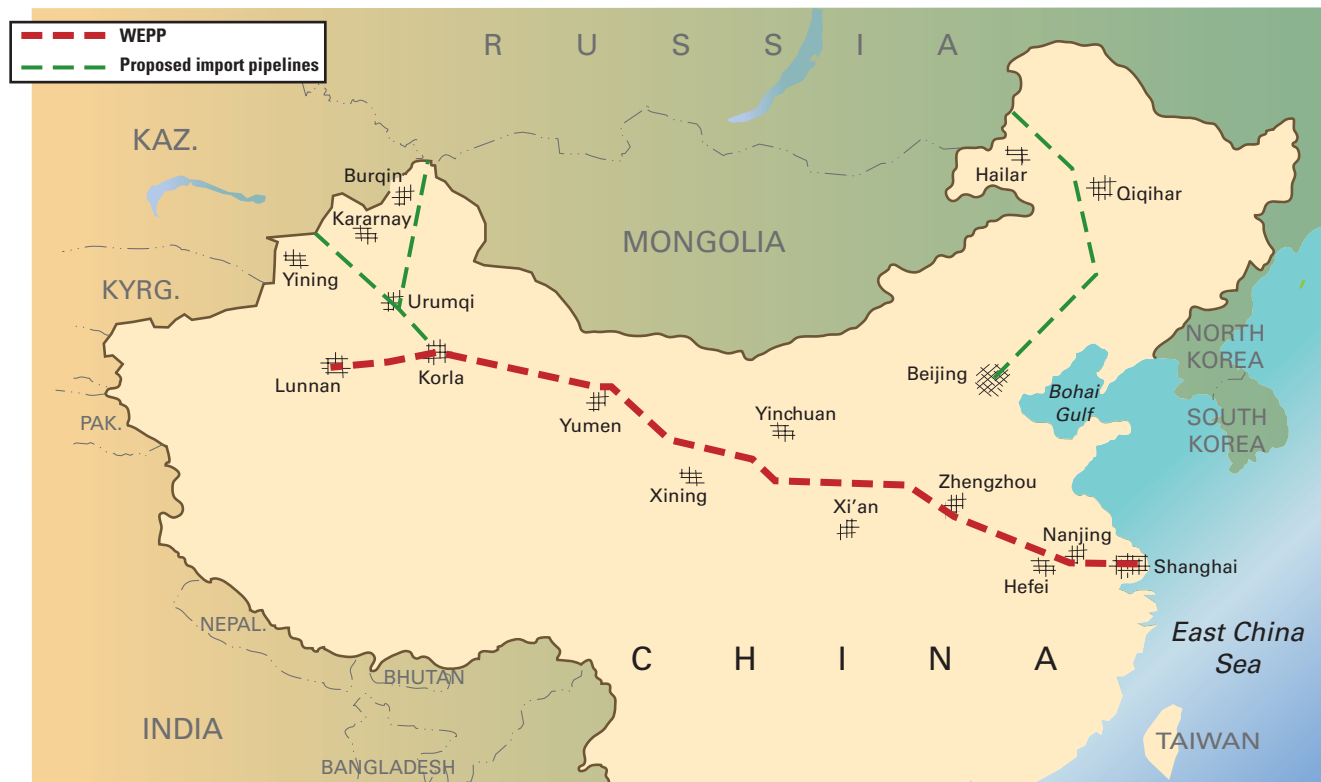 WEPP
Proposed import pipelines
R U S S I A
KAZ.
Burqin
Hailar
Qiqihar
Kararnay
MONGOLIA
Yining
KYRG.
Urumqi
NORTH
KOREA
Lunnan
Korla
Beijing
Bohai
Gulf
PAK.
Yumen
Yinchuan
SOUTH
KOREA
Xining
Zhengzhou
Xi'an
Nanjing
Hefei
Shanghai
NEPAL.
East China
Sea
C H I N A
BHUTAN
INDIA
TAIWAN
BANGLADESH